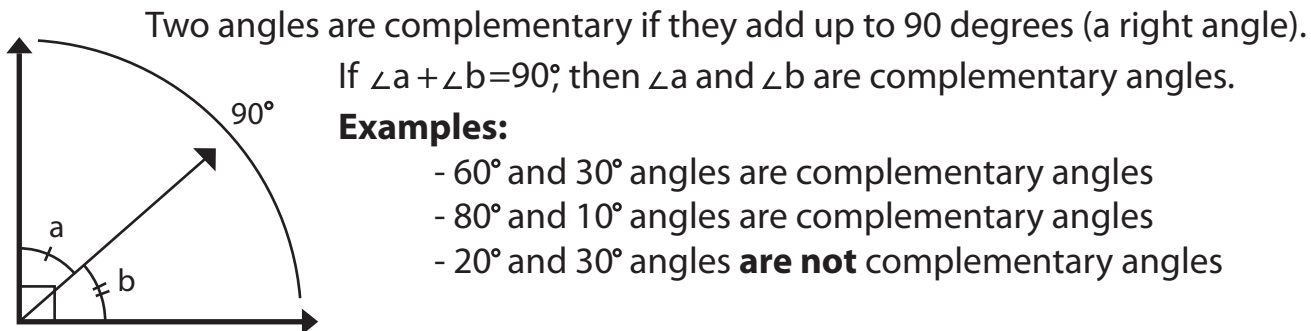 Two angles are complementary if they add up to 90 degrees (a right angle).
If ∠a+∠b=90°, then ∠a and ∠b are complementary angles.
90°
Examples:
- 60° and 30° angles are complementary angles
- 80° and 10° angles are complementary angles
a
- 20° and 30° angles are not complementary angles
b